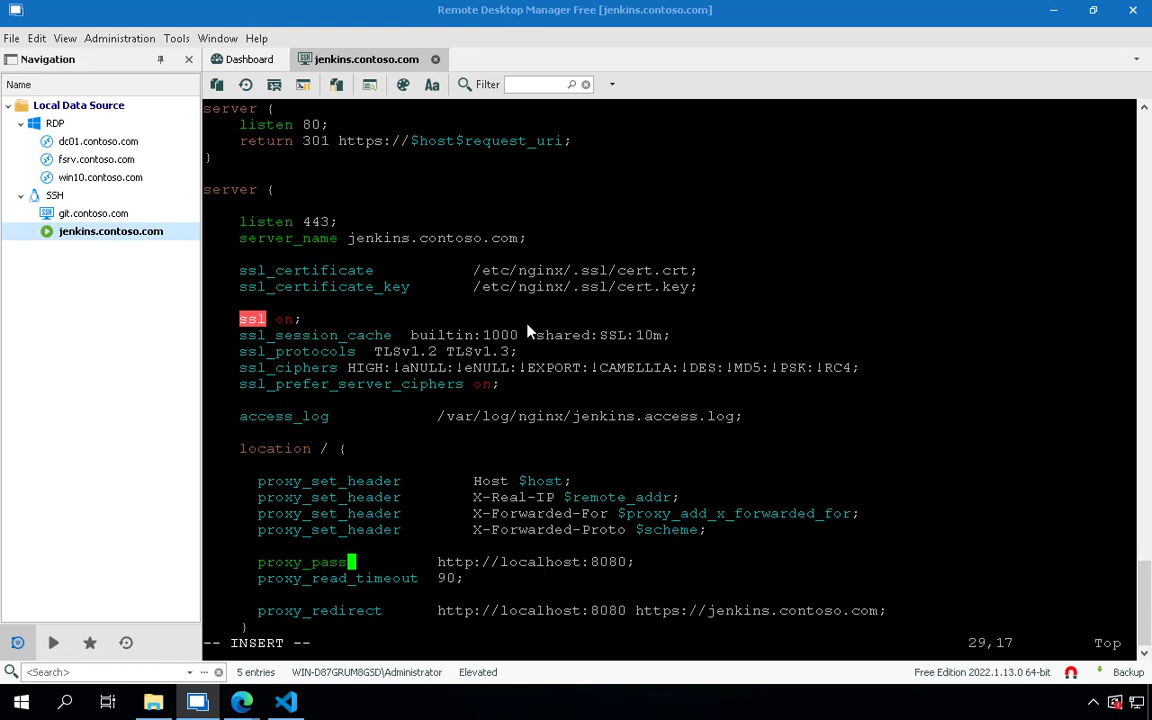 Remote Desktop Manager Free [jenkins.contoso.com]
File Edit View Administration Tools Window Help
Navigation
Dashboard
jenkins.contoso.com
Filter
Name
Local Data Source
RDP
dc01.contoso.com
fsrv.contoso.com
win10.contoso.com
SSH
git.contoso.com
jenkins.contoso.com
server {
listen 80;
return 301 https://$host$request_uri;
}
server {
listen 443;
server_name jenkins.contoso.com;
ssl_certificate /etc/nginx/.ssl/cert.crt;
ssl_certificate_key /etc/nginx/.ssl/cert.key;
ssl on;
ssl_session_cache builtin:1000 shared:SSL:10m;
ssl_protocols TLSv1.2 TLSv1.3;
ssl_ciphers HIGH:!aNULL:!eNULL:!EXPORT:!CAMELLIA:!DES:!MD5:!PSK:!RC4;
ssl_prefer_server_ciphers on;
access_log /var/log/nginx/jenkins.access.log;
location / {
proxy_set_header Host $host;
proxy_set_header X-Real-IP $remote_addr;
proxy_set_header X-Forwarded-For $proxy_add_x_forwarded_for;
proxy_set_header X-Forwarded-Proto $scheme;
proxy_pass http://localhost:8080;
proxy_read_timeout 90;
proxy_redirect http://localhost:8080 https://jenkins.contoso.com;
}
-- INSERT -- 29,17 Top
<Search> 5 entries WIN-D87GRUM8GSD\Administrator Elevated Free Edition 2022.1.13.0 64-bit Backup